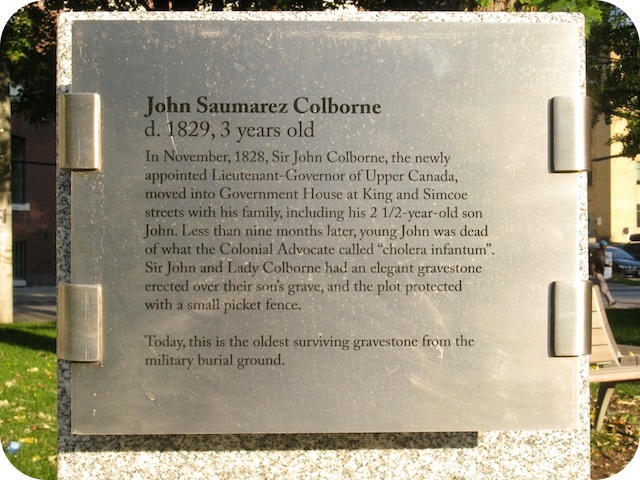 John Saumarez Colborne
d. 1829, 3 years old
In November, 1828, Sir John Colborne, the newly
appointed Lieutenant-Governor of Upper Canada,
moved into Government House at King and Simcoe
streets with his family, including his 2 1/2-year-old son
John. Less than nine months later, young John was dead
of what the Colonial Advocate called “cholera infantum”.
Sir John and Lady Colborne had an elegant gravestone
erected over their son's grave, and the plot protected
with a small picket fence.
Today, this is the oldest surviving gravestone from the
military burial ground.